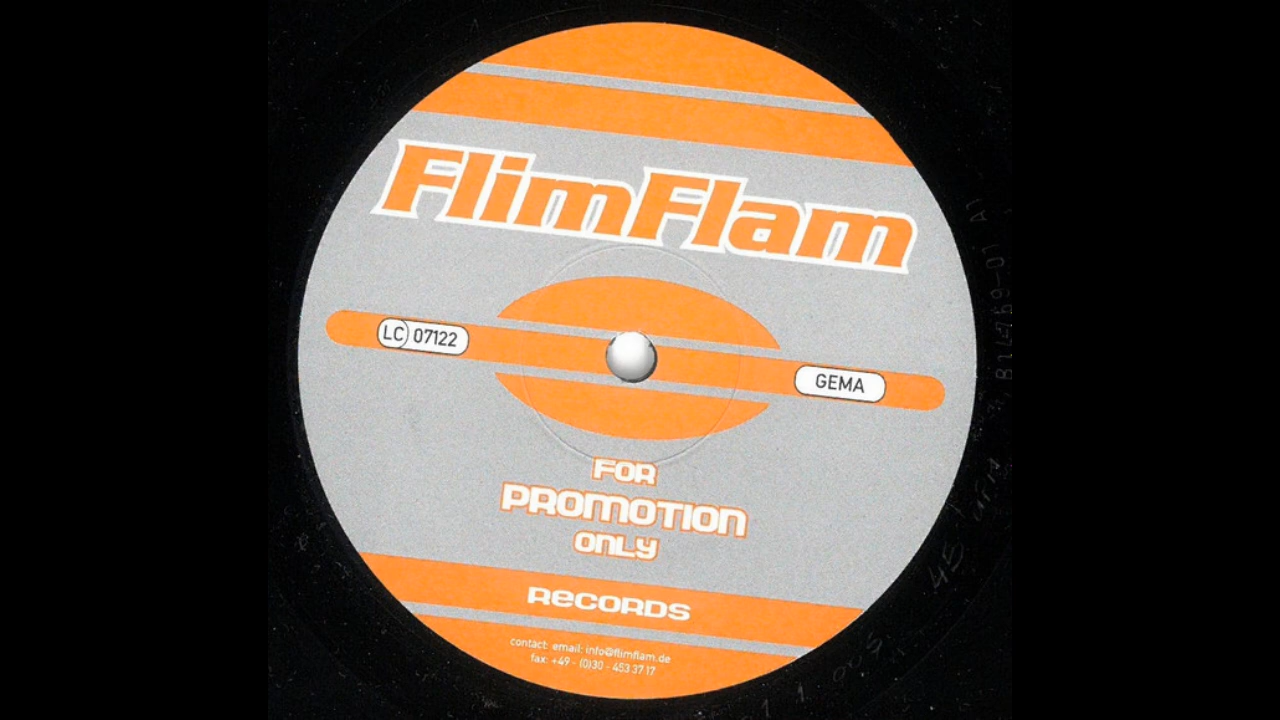 FlimFlam
LC 07122
GEMA
FOR
PROMOTION
ONLY
RECORDS
contact: email: info@flimflam.de
fax: +49 - (0)30 - 453 37 17